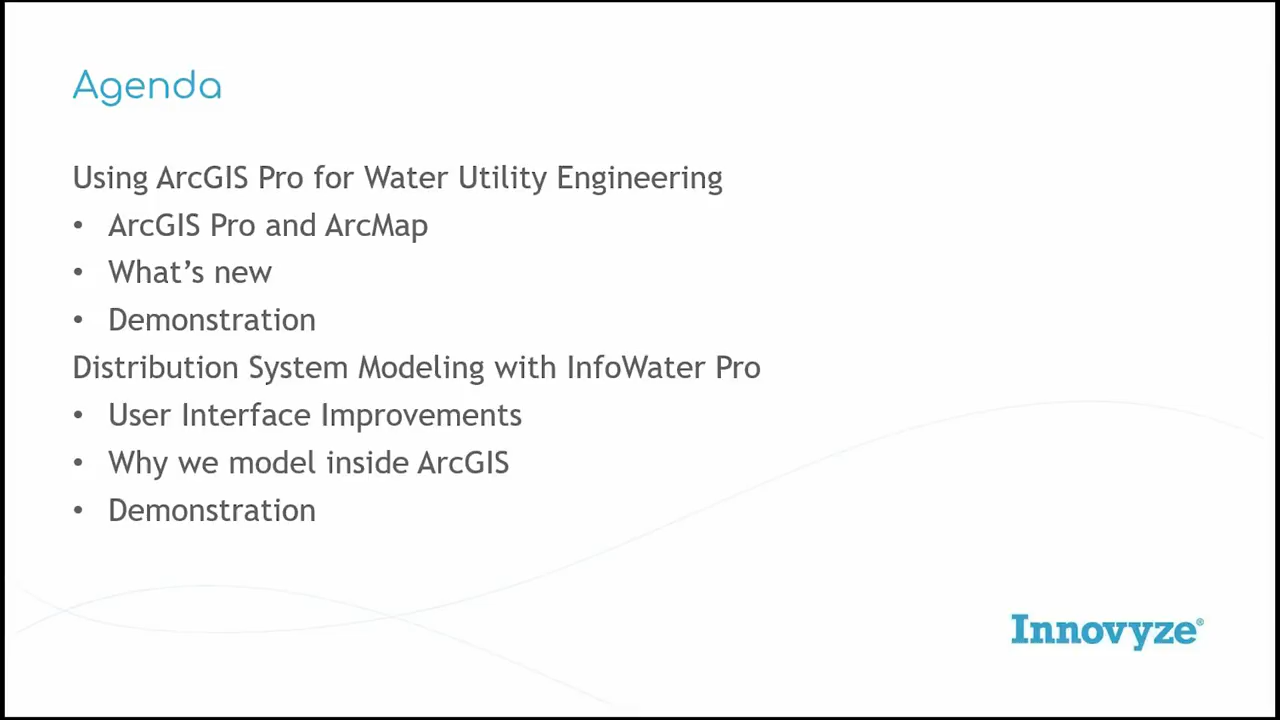 Agenda
Using ArcGIS Pro for Water Utility Engineering
• ArcGIS Pro and ArcMap
• What’s new
• Demonstration
Distribution System Modeling with InfoWater Pro
• User Interface Improvements
• Why we model inside ArcGIS
• Demonstration
Innovyze®